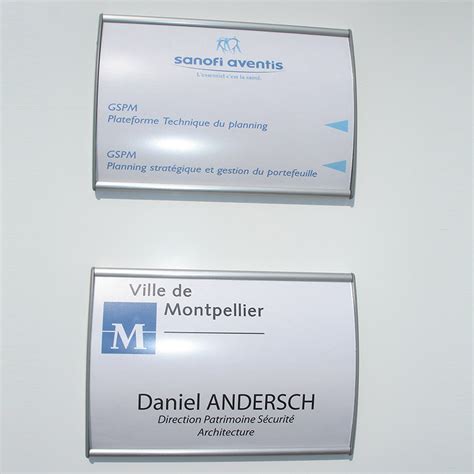 sanofi aventis
L'essentiel c'est la santé.
GSPM
Plateforme Technique du planning
GSPM
Planning stratégique et gestion du portefeuille
Ville de
Montpellier
M
Daniel ANDERSCH
Direction Patrimoine Sécurité
Architecture